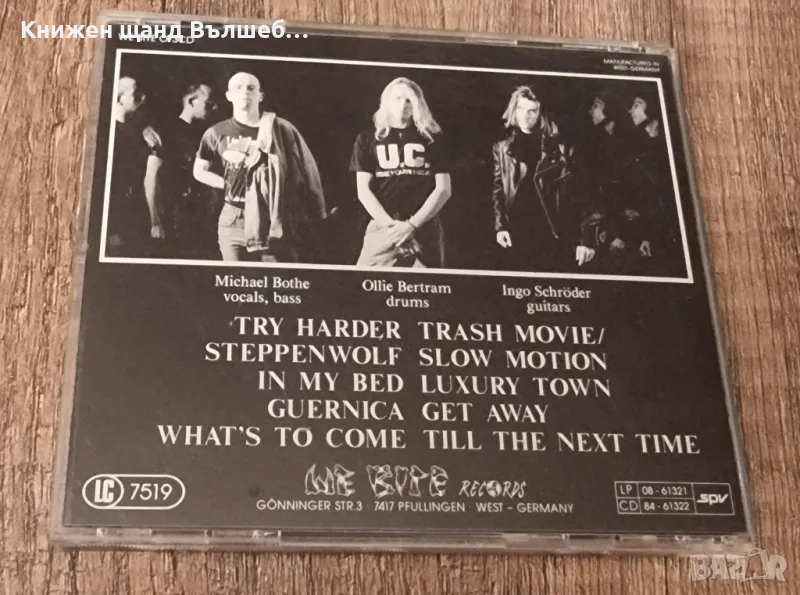 Книжен щанд Вълшеб...
MANUFACTURED IN
WEST-GERMANY
U.C.
Michael Bothe
vocals, bass
Ollie Bertram
drums
Ingo Schröder
guitars
TRY HARDER TRASH MOVIE/
STEPPENWOLF SLOW MOTION
IN MY BED LUXURY TOWN
GUERNICA GET AWAY
WHAT'S TO COME TILL THE NEXT TIME
LC 7519
WE BITE RECORDS
GÖNNINGER STR.3 · 7417 PFULLINGEN · WEST - GERMANY
LP 08 - 61321
CD 84 - 61322
SPV
BAZAR